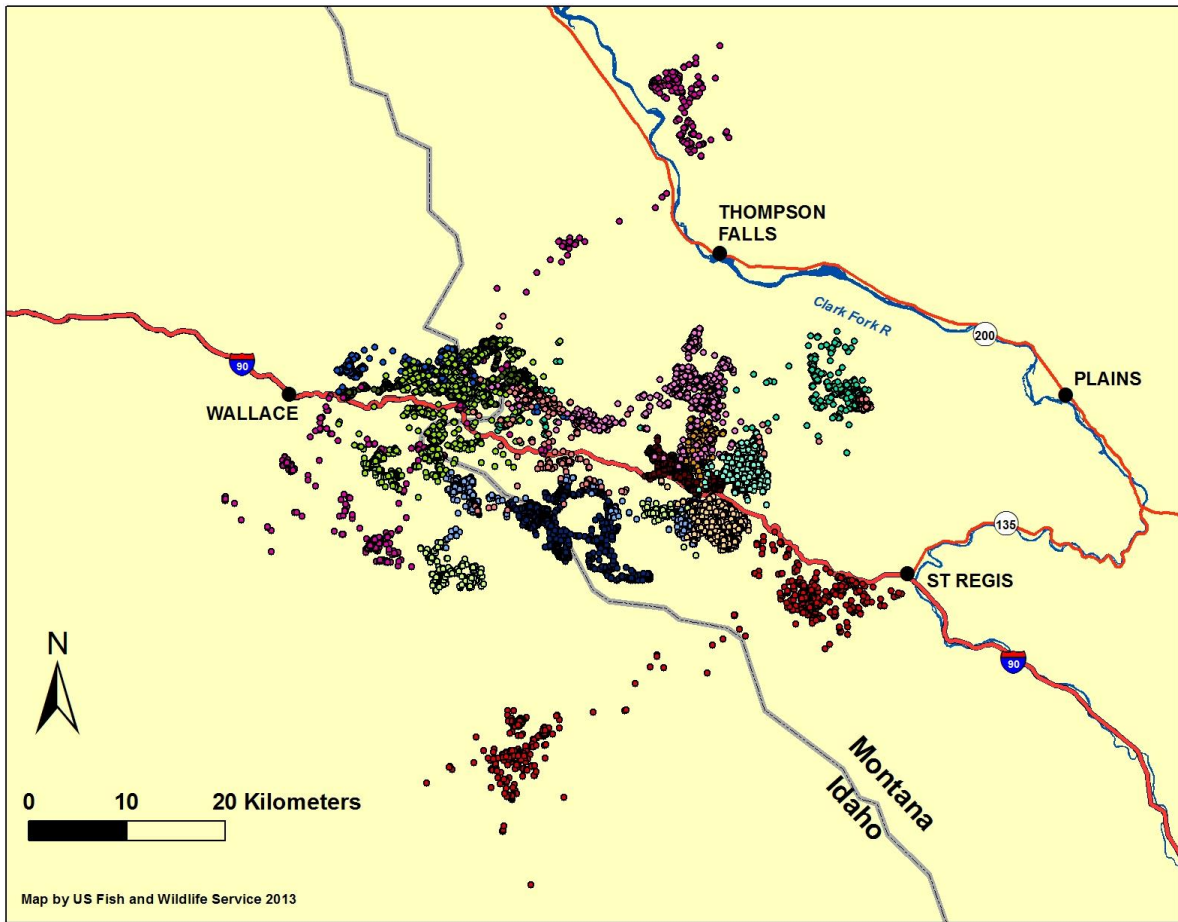 THOMPSON
FALLS
Clark Fork R
200
90
WALLACE
PLAINS
135
ST REGIS
N
90
Montana
Idaho
0 10 20 Kilometers
Map by US Fish and Wildlife Service 2013